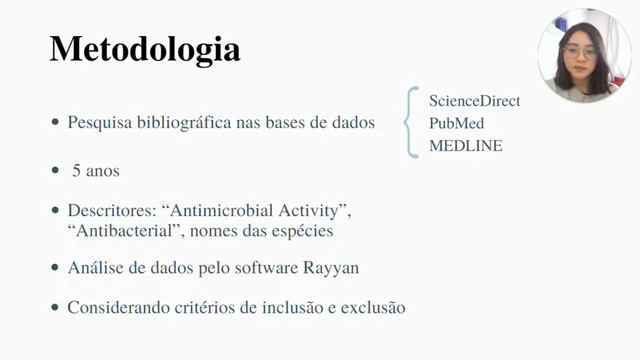 Metodologia
Pesquisa bibliográfica nas bases de dados
ScienceDirect
PubMed
MEDLINE
5 anos
Descritores: “Antimicrobial Activity”,
“Antibacterial”, nomes das espécies
Análise de dados pelo software Rayyan
Considerando critérios de inclusão e exclusão